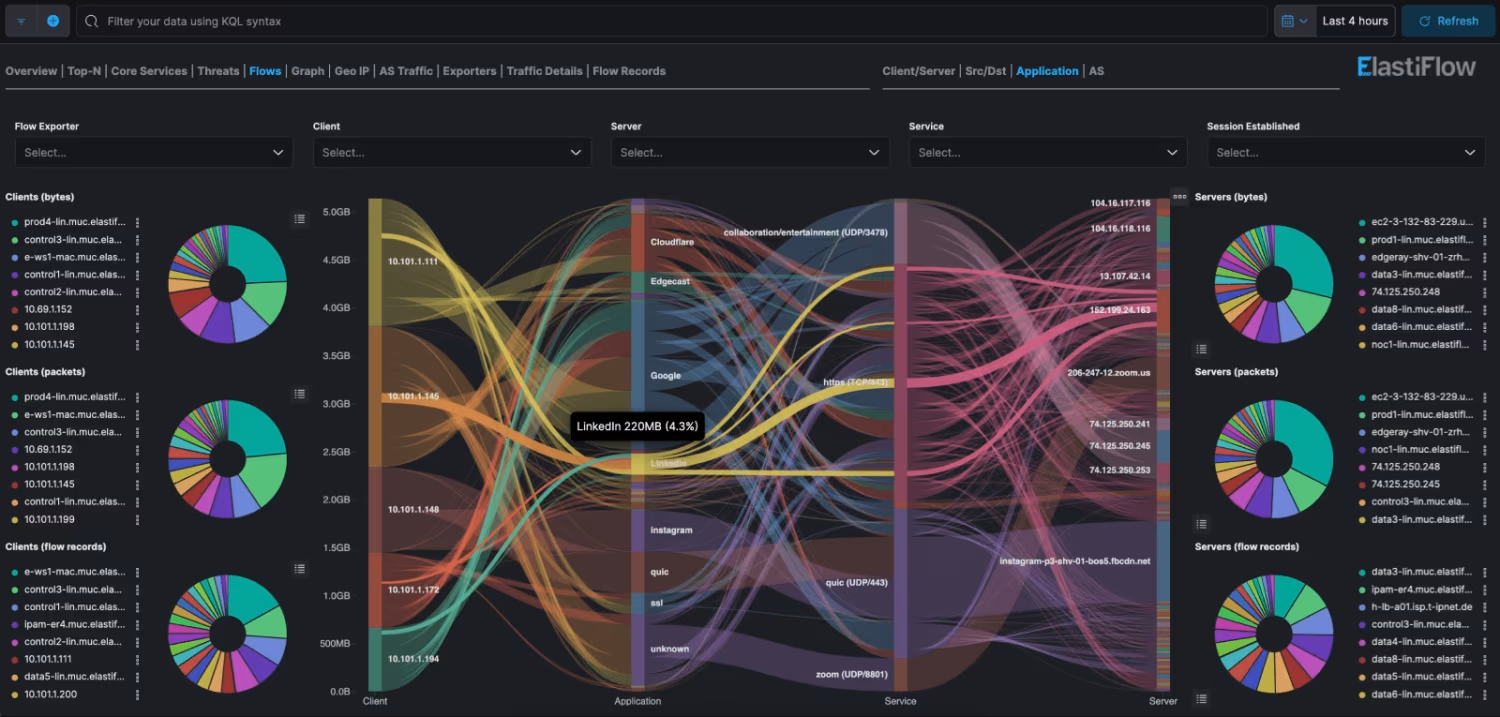 Filter your data using KQL syntax
Last 4 hours
Refresh
Overview | Top-N | Core Services | Threats | Flows | Graph | Geo IP | AS Traffic | Exporters | Traffic Details | Flow Records
Client/Server | Src/Dst | Application | AS
ElastiFlow
Flow Exporter
Select...
Client
Select...
Server
Select...
Service
Select...
Session Established
Select...
Clients (bytes)
prod4-lin.muc.elastif...
control3-lin.muc.ela...
e-ws1-mac.muc.elas...
control1-lin.muc.elas...
control2-lin.muc.ela...
10.69.1.152
10.101.1.198
10.101.1.145
Clients (packets)
prod4-lin.muc.elastif...
e-ws1-mac.muc.elas...
control3-lin.muc.ela...
10.69.1.152
10.101.1.198
10.101.1.145
control1-lin.muc.elas...
10.101.1.199
Clients (flow records)
e-ws1-mac.muc.elas...
control3-lin.muc.ela...
control1-lin.muc.elas...
ipam-er4.muc.elastif...
control2-lin.muc.ela...
10.101.1.111
data5-lin.muc.elastif...
10.101.1.200
5.0GB
4.5GB
4.0GB
3.5GB
3.0GB
2.5GB
2.0GB
1.5GB
1.0GB
500MB
0.0B
10.101.1.111
10.101.1.145
10.101.1.148
10.101.1.172
10.101.1.194
Client
Cloudflare
Edgecast
Google
LinkedIn 220MB (4.3%)
LinkedIn
instagram
quic
ssl
unknown
Application
collaboration/entertainment (UDP/3478)
https (TCP/443)
quic (UDP/443)
zoom (UDP/8801)
Service
104.16.117.116
104.16.118.116
13.107.42.14
152.199.24.163
206-247-12.zoom.us
74.125.250.241
74.125.250.245
74.125.250.253
instagram-p3-shv-01-bos5.fbcdn.net
Server
Servers (bytes)
ec2-3-132-83-229.u...
prod1-lin.muc.elastifl...
edgeray-shv-01-zrh...
data3-lin.muc.elastif...
74.125.250.248
data8-lin.muc.elastif...
data6-lin.muc.elastif...
noc1-lin.muc.elastifl...
Servers (packets)
ec2-3-132-83-229.u...
prod1-lin.muc.elastifl...
edgeray-shv-01-zrh...
noc1-lin.muc.elastifl...
74.125.250.248
74.125.250.245
control3-lin.muc.ela...
data3-lin.muc.elastif...
Servers (flow records)
data3-lin.muc.elastif...
ipam-er4.muc.elastif...
h-lb-a01.isp.t-ipnet.de
control3-lin.muc.ela...
data4-lin.muc.elastif...
data8-lin.muc.elastif...
data5-lin.muc.elastif...
data6-lin.muc.elastif...